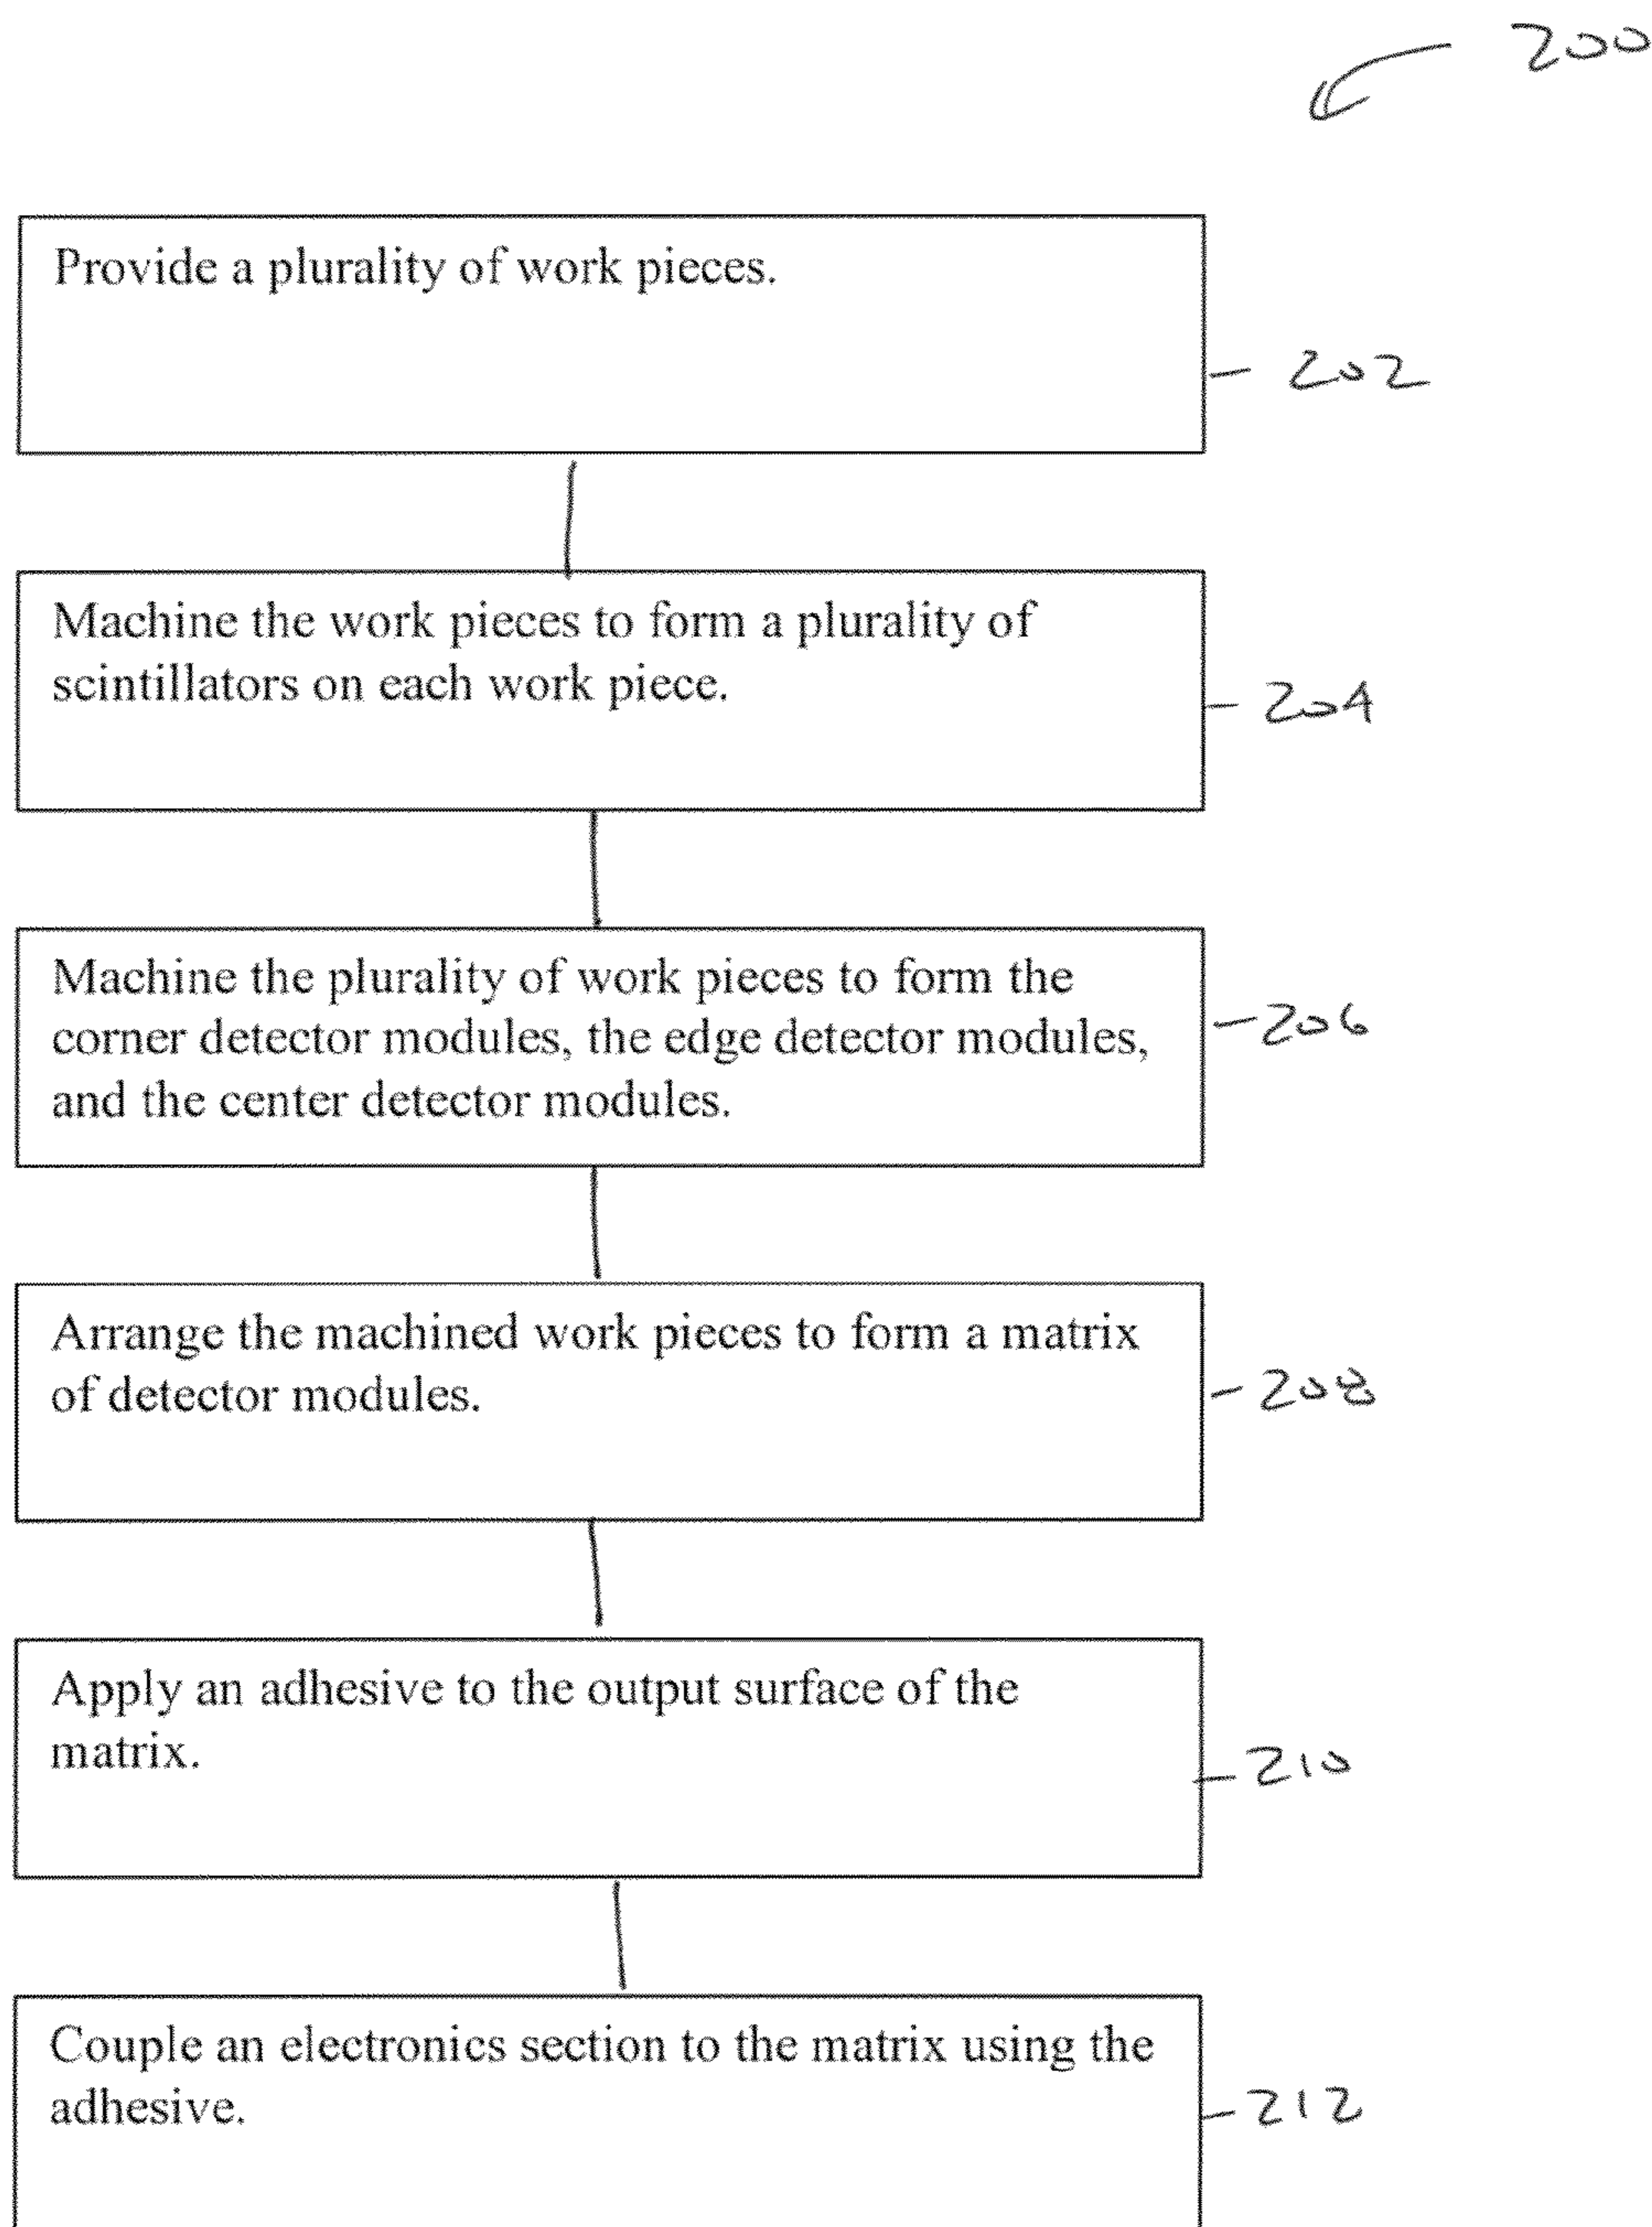 200
Provide a plurality of work pieces.
202
Machine the work pieces to form a plurality of
scintillators on each work piece.
204
Machine the plurality of work pieces to form the
corner detector modules, the edge detector modules,
and the center detector modules.
206
Arrange the machined work pieces to form a matrix
of detector modules.
208
Apply an adhesive to the output surface of the
matrix.
210
Couple an electronics section to the matrix using the
adhesive.
212